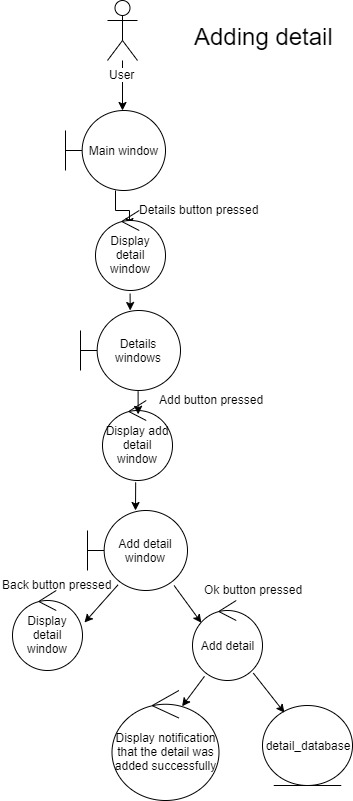 Adding detail
User
Main window
Details button pressed
Display
detail
window
Details
windows
Add button pressed
Display add
detail
window
Add detail
window
Back button pressed
Ok button pressed
Display
detail
window
Add detail
Display notification
that the detail was
added successfully
detail_database